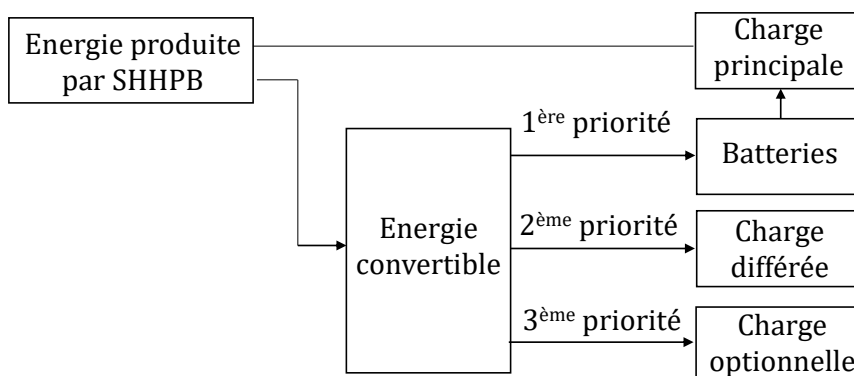 Energie produite
par SHHPB
Charge
principale
1ère priorité
Batteries
Energie
convertible
2ème priorité
Charge
différée
3ème priorité
Charge
optionnelle